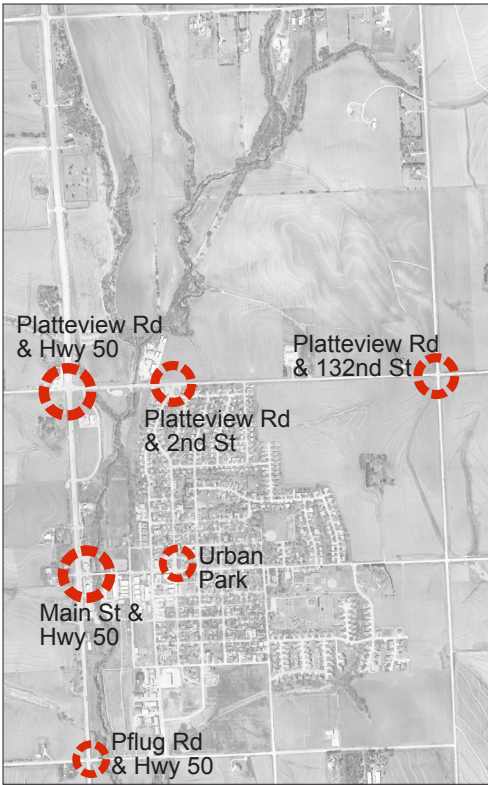 Platteview Rd
& Hwy 50
Platteview Rd
& 132nd St
Platteview Rd
& 2nd St
Urban
Park
Main St &
Hwy 50
Pflug Rd
& Hwy 50